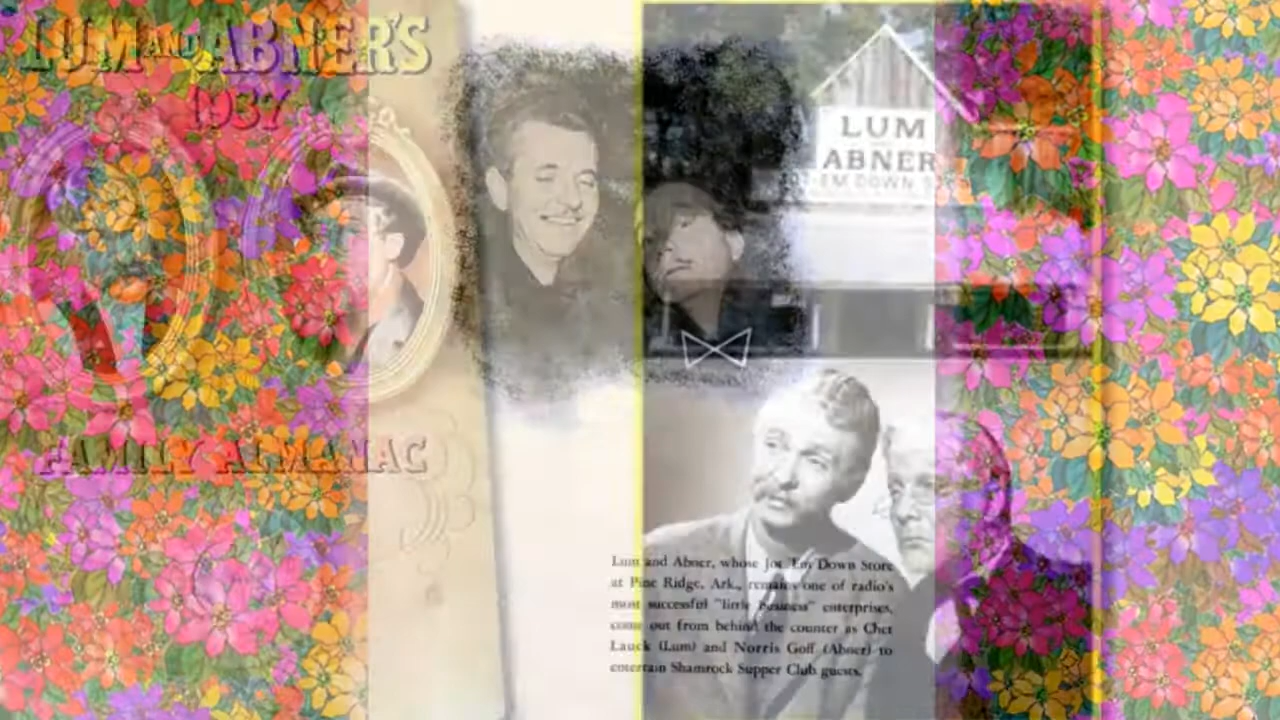 LUM AND ABNER'S
1937
FAMILY ALMANAC
LUM
ABNER
'EM DOWN
Lum and Abner, whose Jot 'Em Down Store
at Pine Ridge, Ark., remains one of radio's
most successful "little business" enterprises,
come out from behind the counter as Chet
Lauck (Lum) and Norris Goff (Abner) to
entertain Shamrock Supper Club guests.